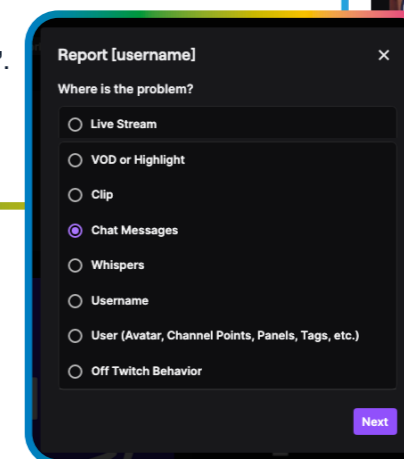 Report [username]
Where is the problem?
Live Stream
VOD or Highlight
Clip
Chat Messages
Whispers
Username
User (Avatar, Channel Points, Panels, Tags, etc.)
Off Twitch Behavior
Next